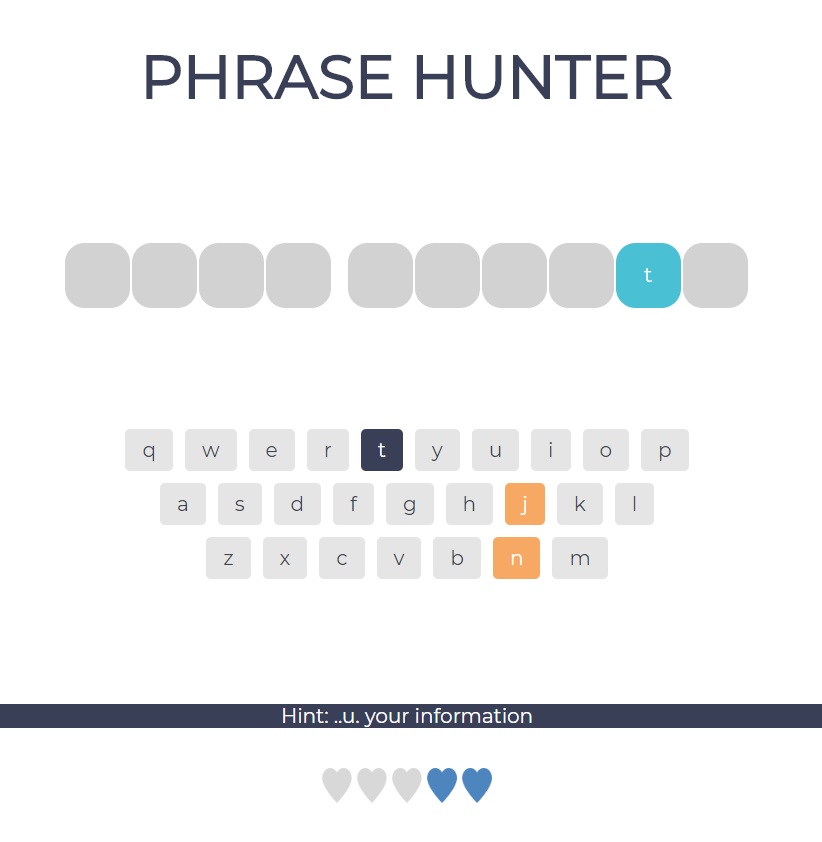 PHRASE HUNTER
t
q w e r t y u i o p
a s d f g h j k l
z x c v b n m
Hint: ..u. your information